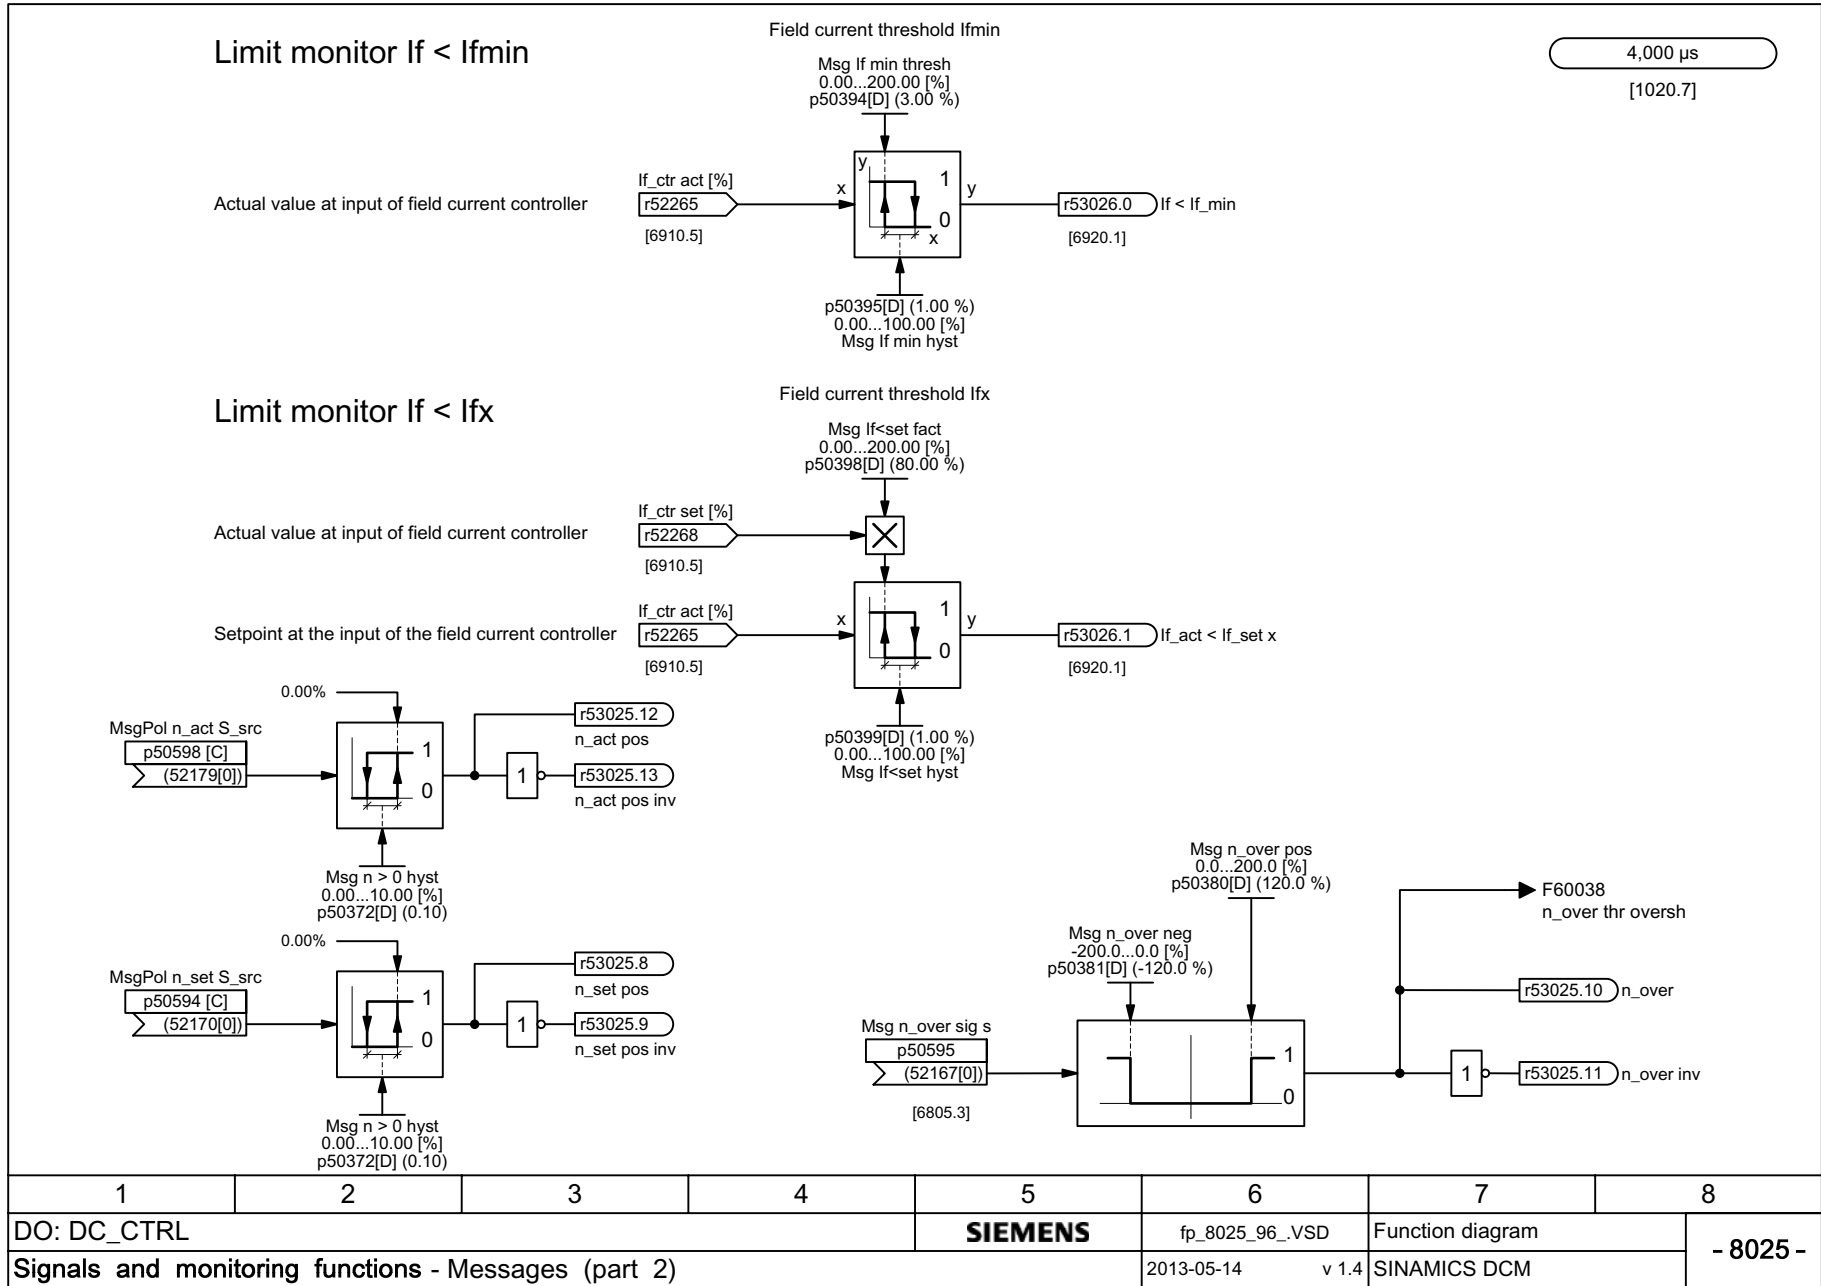 Limit monitor If < Ifmin
Field current threshold Ifmin
Msg If min thresh
0.00...200.00 [%]
p50394[D] (3.00 %)
4,000 µs
[1020.7]
Actual value at input of field current controller
If_ctr act [%]
r52265
[6910.5]
x
y
1
0
x
y
r53026.0
If < If_min
[6920.1]
p50395[D] (1.00 %)
0.00...100.00 [%]
Msg If min hyst
Limit monitor If < Ifx
Field current threshold Ifx
Msg If<set fact
0.00...200.00 [%]
p50398[D] (80.00 %)
Actual value at input of field current controller
If_ctr set [%]
r52268
[6910.5]
Setpoint at the input of the field current controller
If_ctr act [%]
r52265
[6910.5]
x
1
0
y
r53026.1
If_act < If_set x
[6920.1]
p50399[D] (1.00 %)
0.00...100.00 [%]
Msg If<set hyst
0.00%
MsgPol n_act S_src
p50598 [C]
(52179[0])
1
0
1
r53025.12
n_act pos
r53025.13
n_act pos inv
Msg n > 0 hyst
0.00...10.00 [%]
p50372[D] (0.10)
0.00%
MsgPol n_set S_src
p50594 [C]
(52170[0])
1
0
1
r53025.8
n_set pos
r53025.9
n_set pos inv
Msg n > 0 hyst
0.00...10.00 [%]
p50372[D] (0.10)
Msg n_over pos
0.0...200.0 [%]
p50380[D] (120.0 %)
Msg n_over neg
-200.0...0.0 [%]
p50381[D] (-120.0 %)
Msg n_over sig s
p50595
(52167[0])
[6805.3]
1
0
F60038
n_over thr oversh
r53025.10
n_over
1
r53025.11
n_over inv
1 2 3 4 5 6 7 8
DO: DC_CTRL
SIEMENS
fp_8025_96_.VSD
Function diagram
- 8025 -
Signals and monitoring functions - Messages (part 2)
2013-05-14 v 1.4
SINAMICS DCM